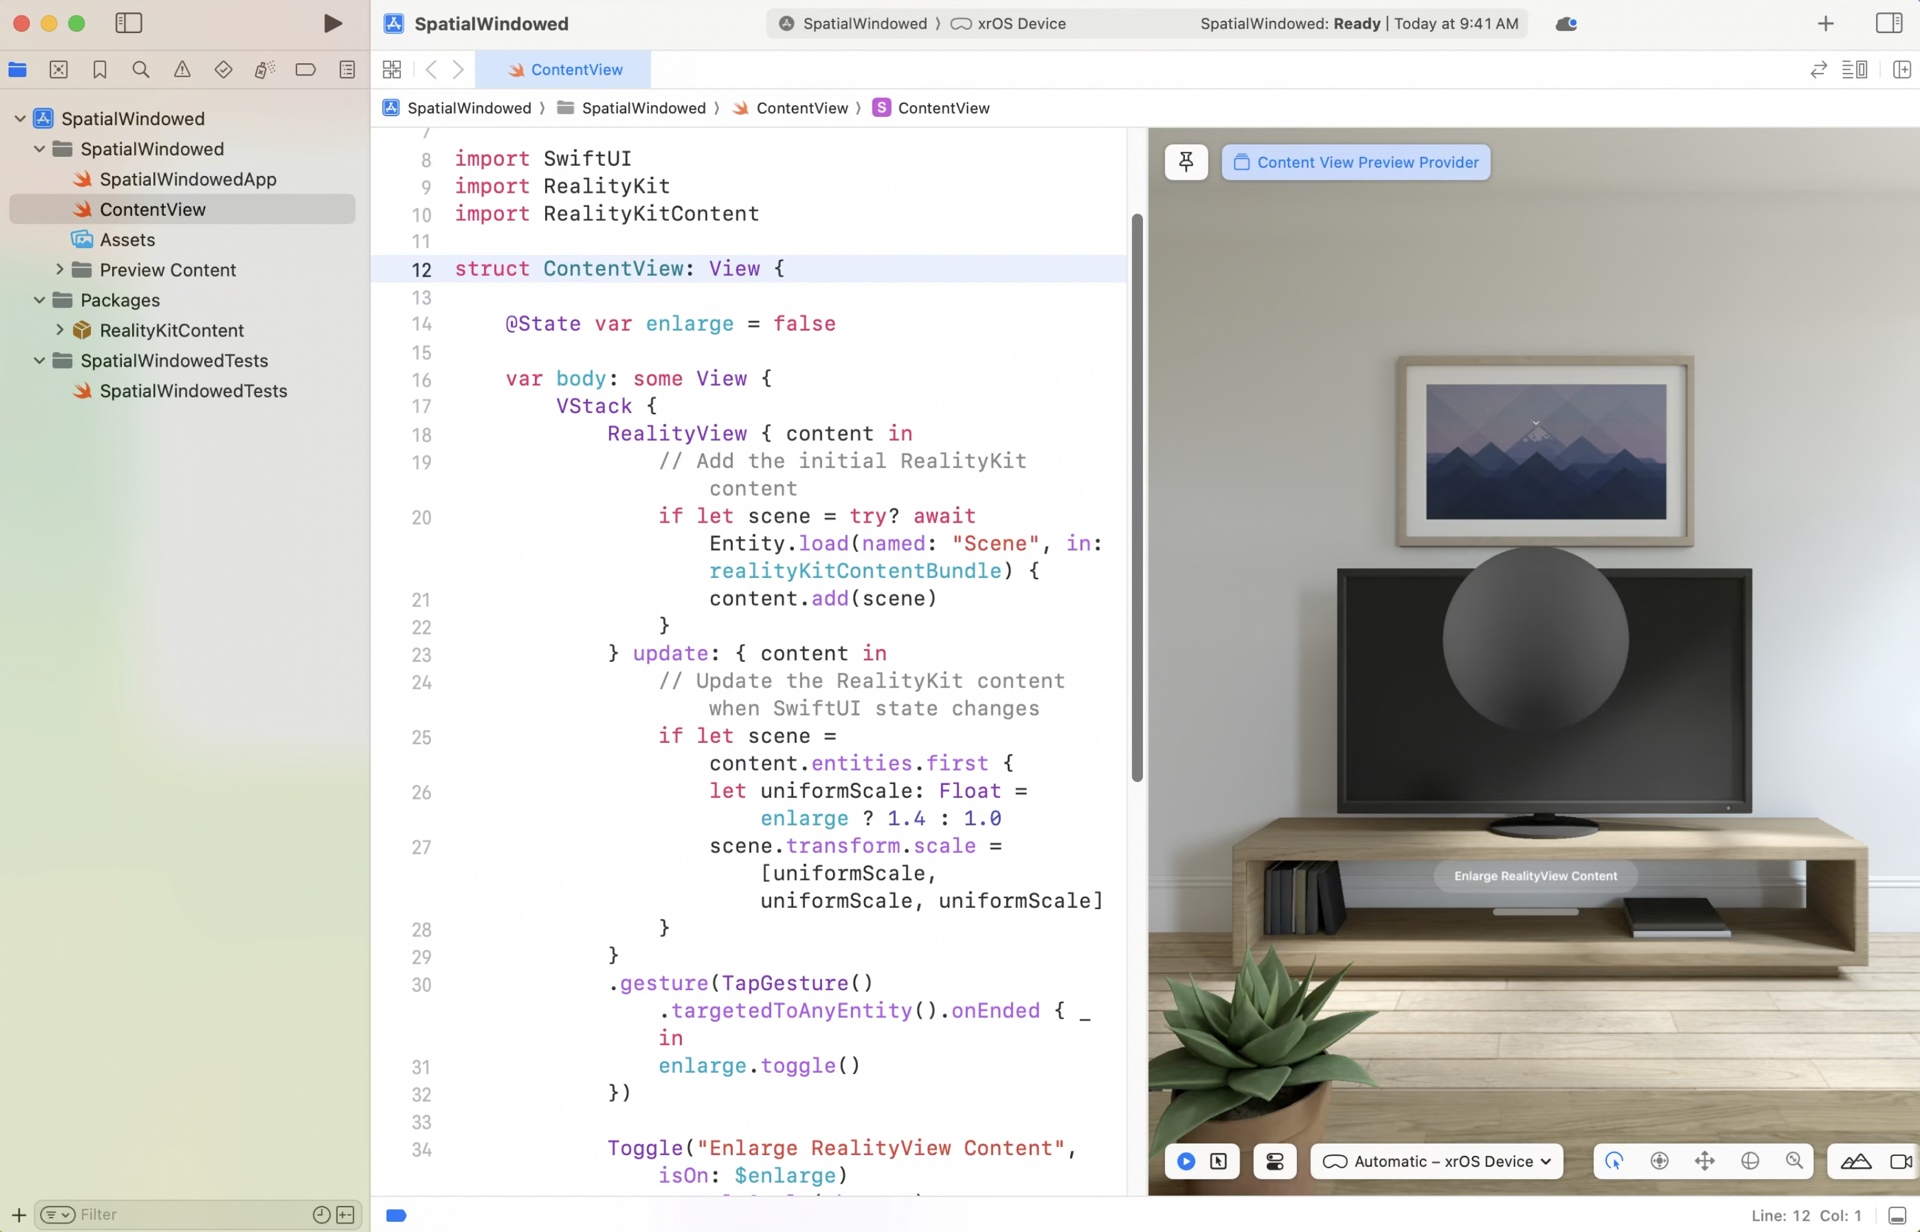 SpatialWindowed
SpatialWindowed
SpatialWindowedApp
ContentView
Assets
Preview Content
Packages
RealityKitContent
SpatialWindowedTests
SpatialWindowedTests
Filter
SpatialWindowed
SpatialWindowed ⟩ xrOS Device
SpatialWindowed: Ready | Today at 9:41 AM
ContentView
SpatialWindowed ⟩ SpatialWindowed ⟩ ContentView ⟩ S ContentView
7
8 import SwiftUI
9 import RealityKit
10 import RealityKitContent
11
12 struct ContentView: View {
13
14 @State var enlarge = false
15
16 var body: some View {
17 VStack {
18 RealityView { content in
19 // Add the initial RealityKit
content
20 if let scene = try? await
Entity.load(named: "Scene", in:
realityKitContentBundle) {
21 content.add(scene)
22 }
23 } update: { content in
24 // Update the RealityKit content
when SwiftUI state changes
25 if let scene =
content.entities.first {
26 let uniformScale: Float =
enlarge ? 1.4 : 1.0
27 scene.transform.scale =
[uniformScale,
uniformScale, uniformScale]
28 }
29 }
30 .gesture(TapGesture()
.targetedToAnyEntity().onEnded { _
in
31 enlarge.toggle()
32 })
33
34 Toggle("Enlarge RealityView Content",
isOn: $enlarge)
Content View Preview Provider
Enlarge RealityView Content
Automatic – xrOS Device
Line: 12 Col: 1